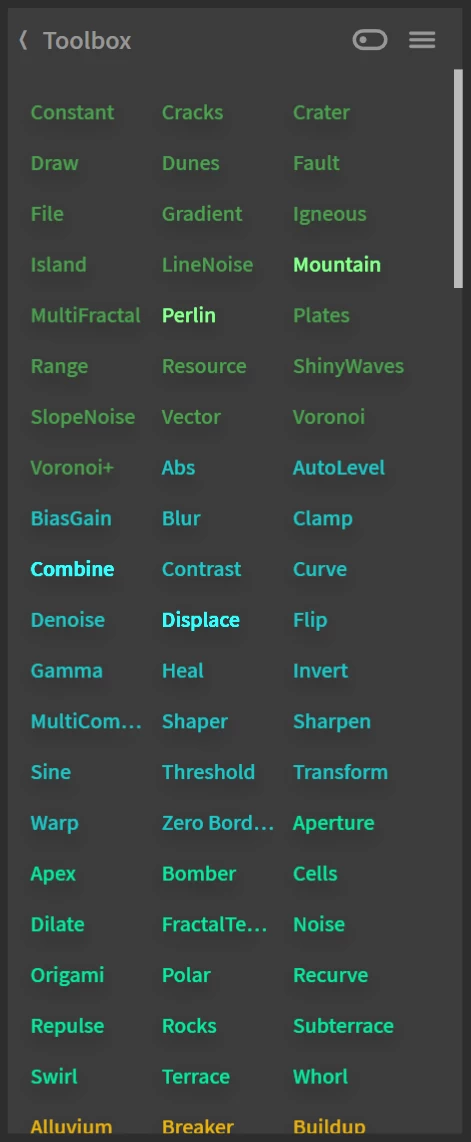 Toolbox
Constant Cracks Crater
Draw Dunes Fault
File Gradient Igneous
Island LineNoise Mountain
MultiFractal Perlin Plates
Range Resource ShinyWaves
SlopeNoise Vector Voronoi
Voronoi+ Abs AutoLevel
BiasGain Blur Clamp
Combine Contrast Curve
Denoise Displace Flip
Gamma Heal Invert
MultiCom... Shaper Sharpen
Sine Threshold Transform
Warp Zero Bord... Aperture
Apex Bomber Cells
Dilate FractalTe... Noise
Origami Polar Recurve
Repulse Rocks Subterrace
Swirl Terrace Whorl
Alluvium Breaker Buildup